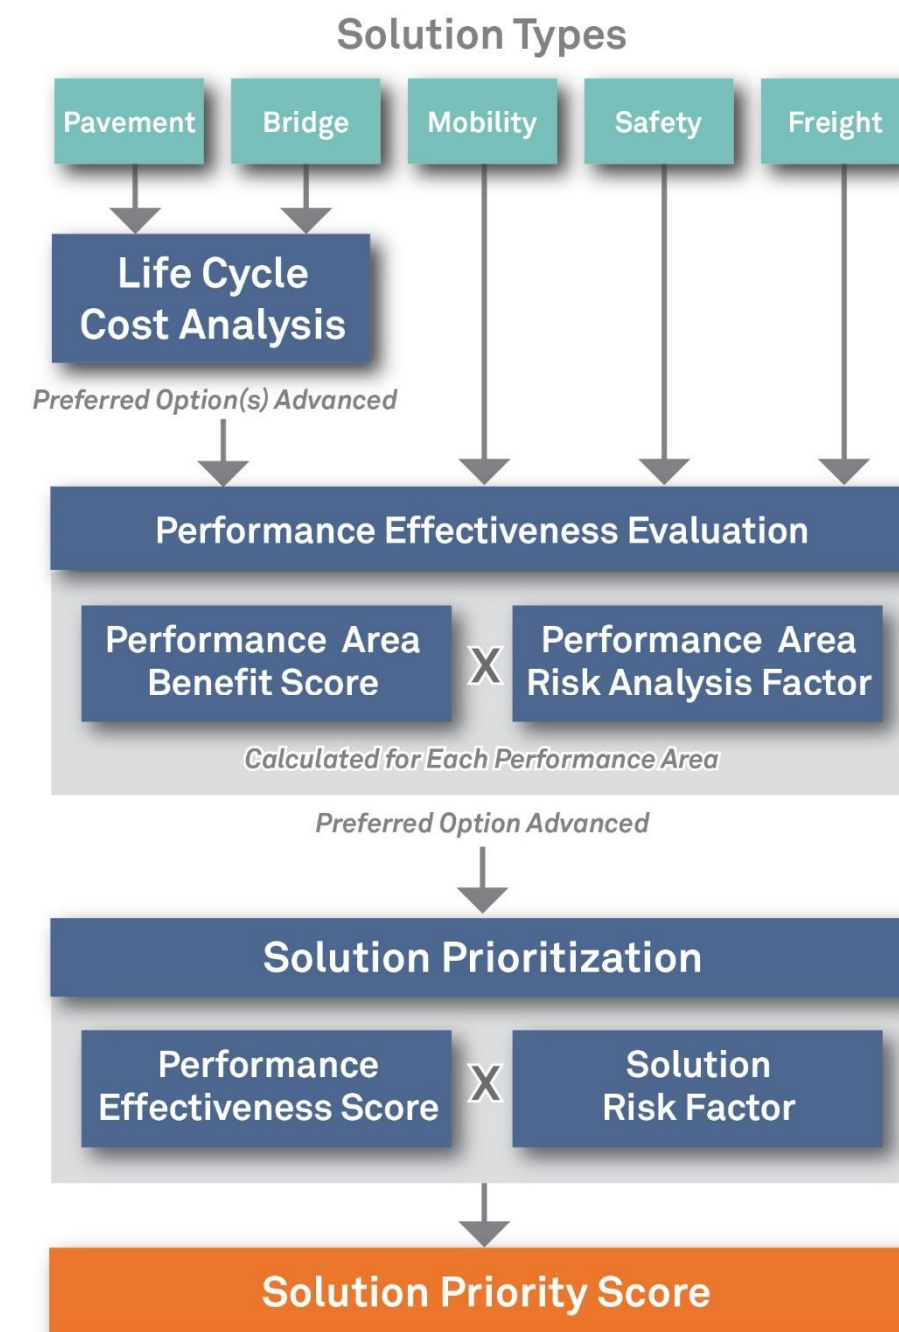 Solution Types
Pavement
Bridge
Mobility
Safety
Freight
Life Cycle
Cost Analysis
Preferred Option(s) Advanced
Performance Effectiveness Evaluation
Performance Area
Benefit Score
X
Performance Area
Risk Analysis Factor
Calculated for Each Performance Area
Preferred Option Advanced
Solution Prioritization
Performance
Effectiveness Score
X
Solution
Risk Factor
Solution Priority Score